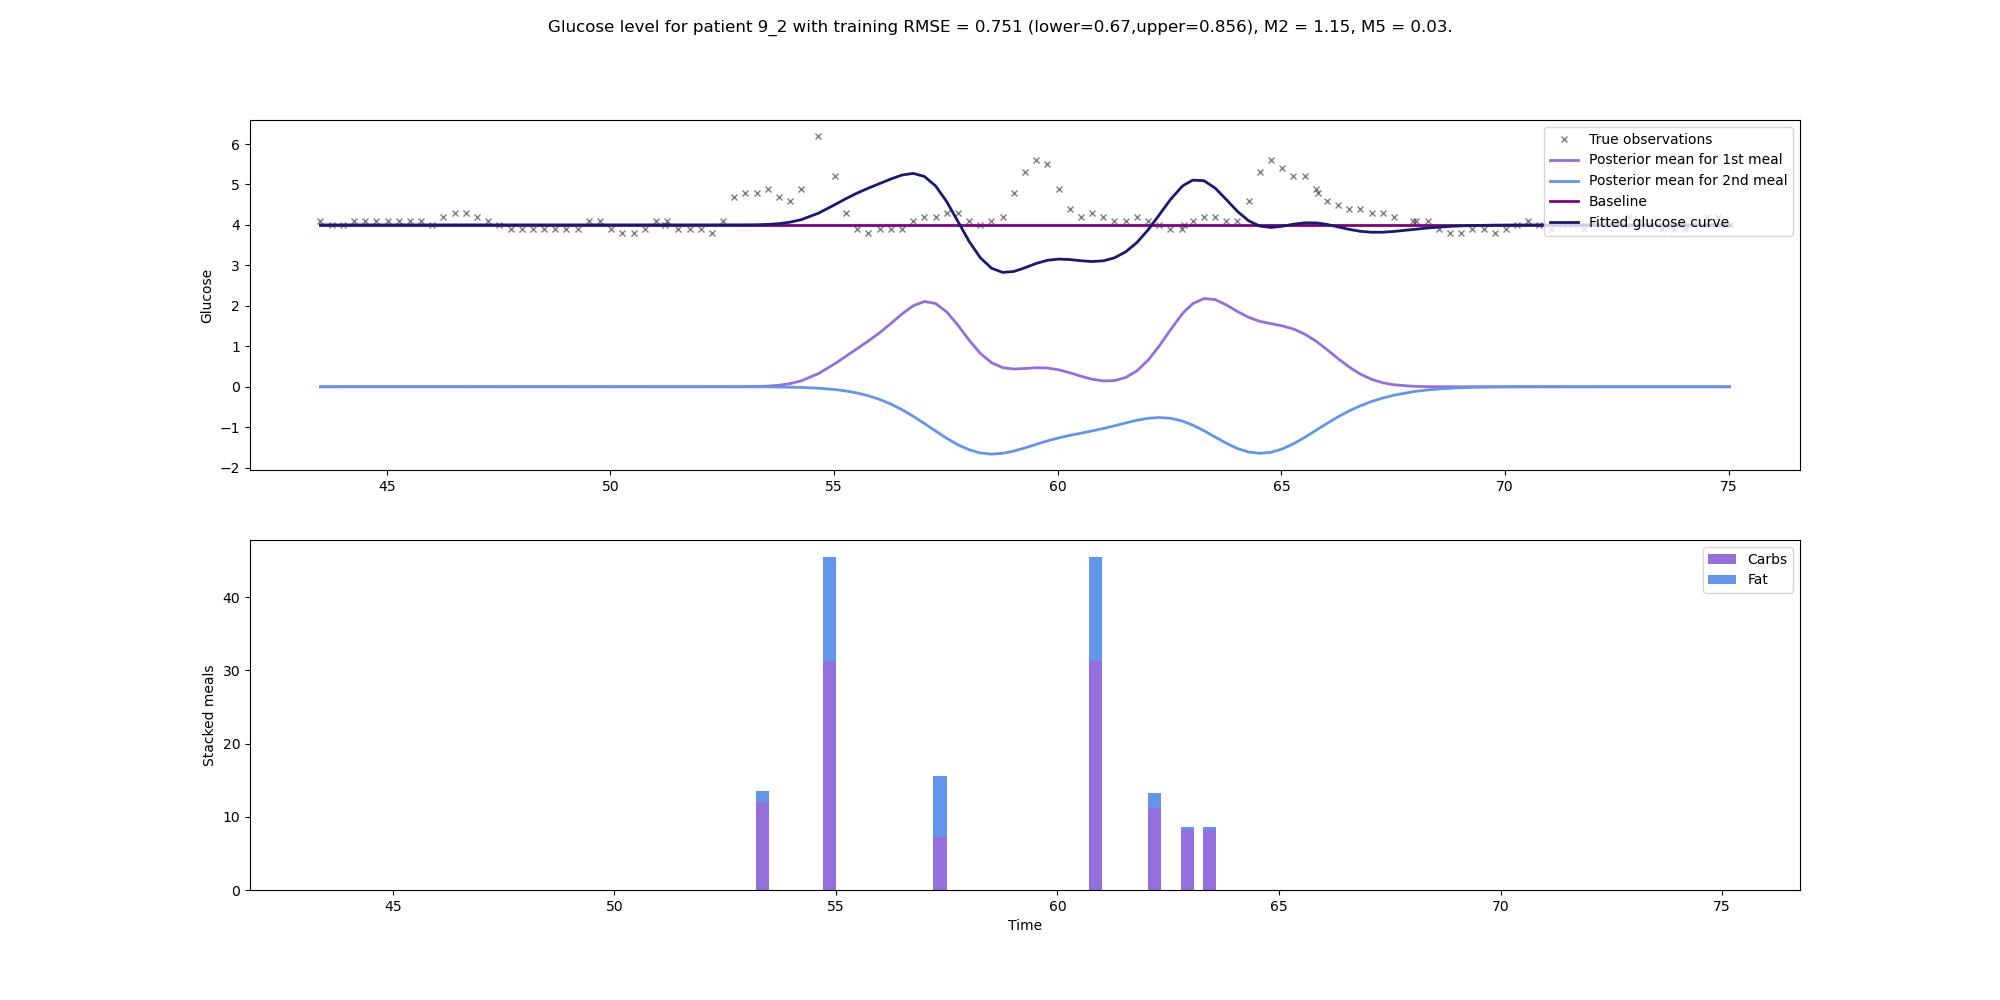 Glucose level for patient 9_2 with training RMSE = 0.751 (lower=0.67,upper=0.856), M2 = 1.15, M5 = 0.03.
True observations
Posterior mean for 1st meal
Posterior mean for 2nd meal
Baseline
Fitted glucose curve
Glucose
6
5
4
3
2
1
0
−1
−2
45 50 55 60 65 70 75
Carbs
Fat
Stacked meals
40
30
20
10
0
45 50 55 60 65 70 75
Time